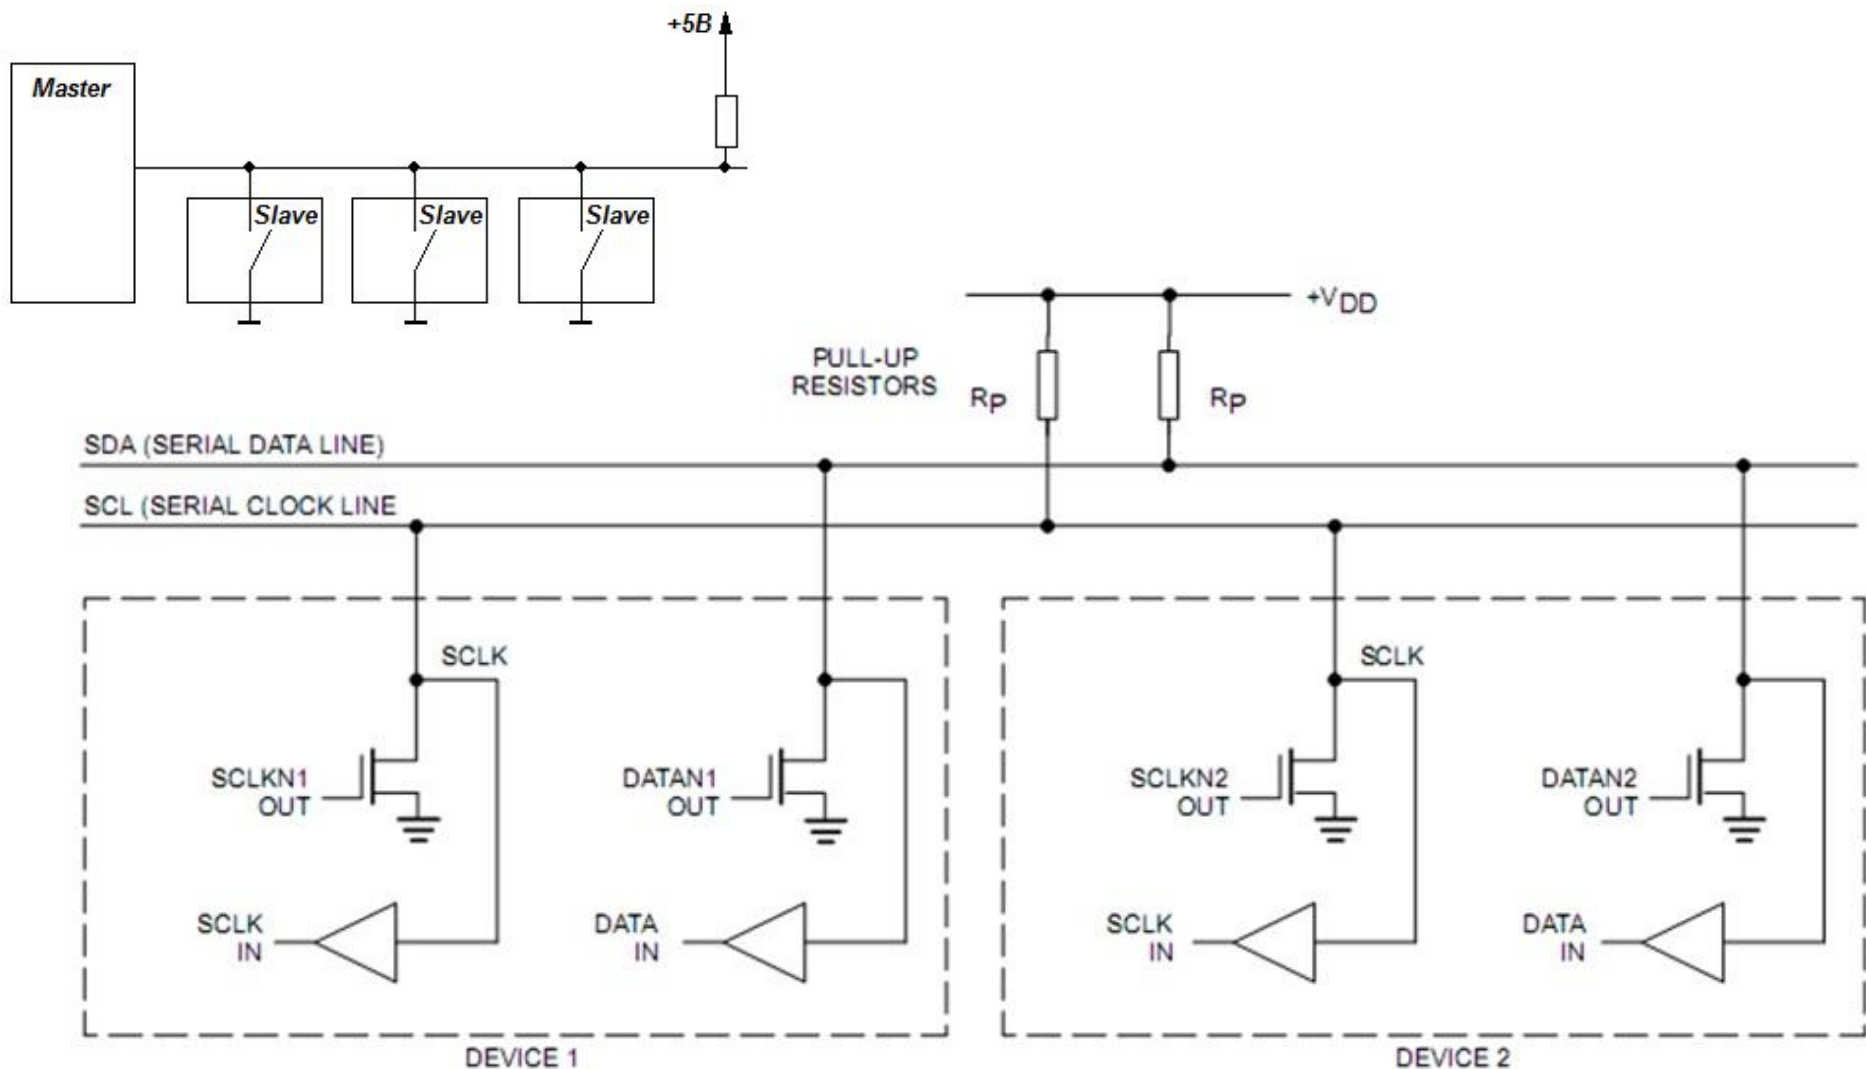 +5В
Master
Slave
Slave
Slave
+VDD
PULL-UP
RESISTORS
RP
RP
SDA (SERIAL DATA LINE)
SCL (SERIAL CLOCK LINE
SCLK
SCLK
SCLKN1
OUT
DATAN1
OUT
SCLKN2
OUT
DATAN2
OUT
SCLK
IN
DATA
IN
SCLK
IN
DATA
IN
DEVICE 1
DEVICE 2